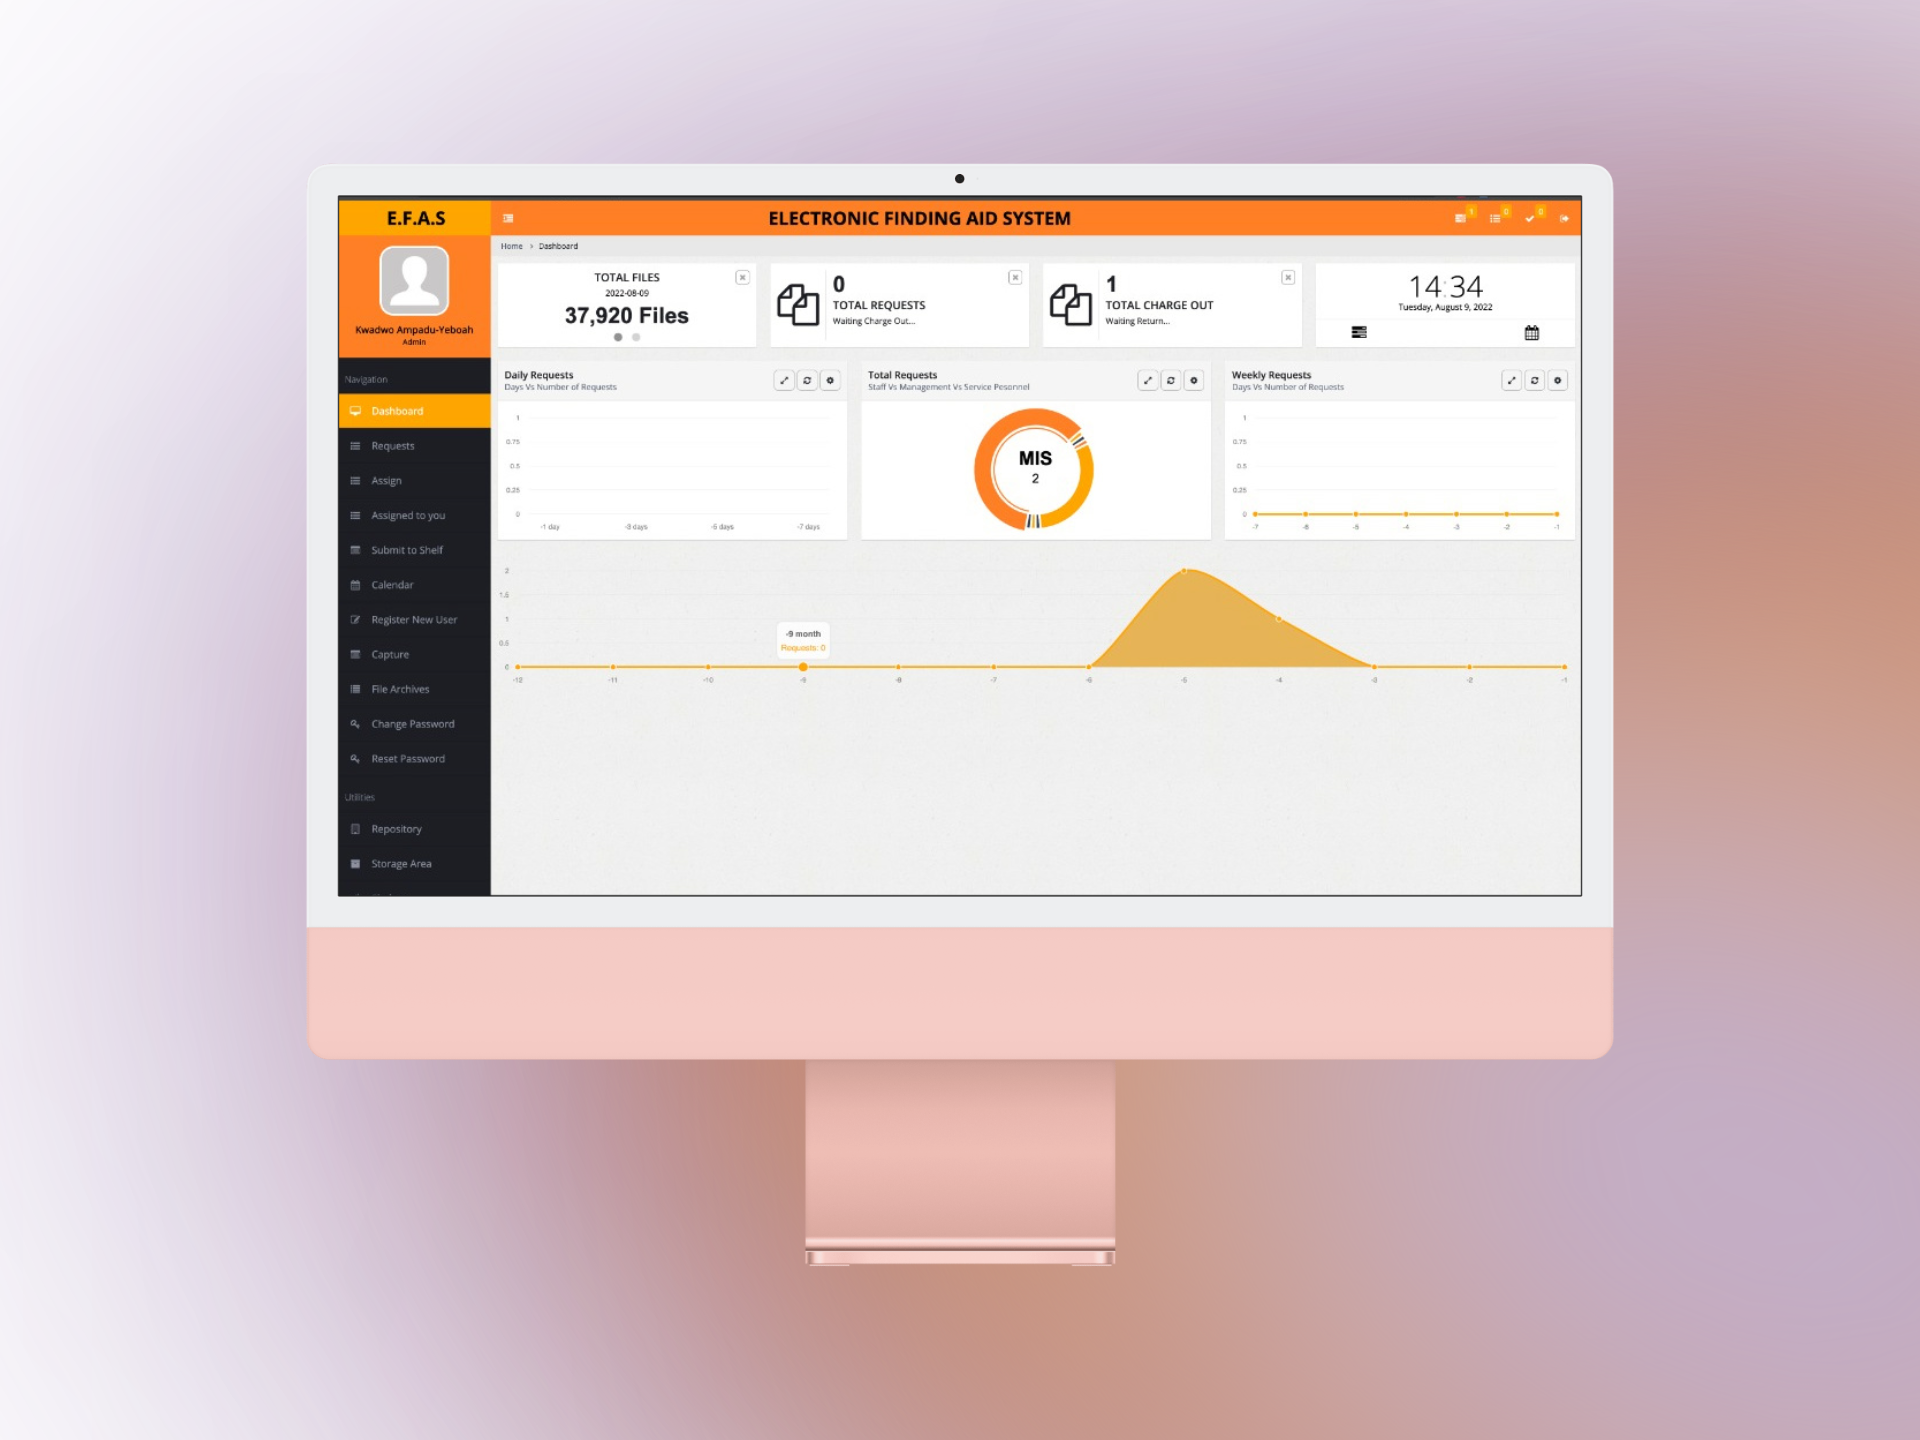 E.F.A.S
ELECTRONIC FINDING AID SYSTEM
1
0
0
Kwadwo Ampadu-Yeboah
Admin
Home > Dashboard
TOTAL FILES
2022-08-09
37,920 Files
0
TOTAL REQUESTS
Waiting Charge Out...
1
TOTAL CHARGE OUT
Waiting Return...
14:34
Tuesday, August 9, 2022
Navigation
Dashboard
Requests
Assign
Assigned to you
Submit to Shelf
Calendar
Register New User
Capture
File Archives
Change Password
Reset Password
Utilities
Repository
Storage Area
Daily Requests
Days Vs Number of Requests
1
0.75
0.5
0.25
0
-1 day
-3 days
-5 days
-7 days
Total Requests
Staff Vs Management Vs Service Pesonnel
MIS
2
Weekly Requests
Days Vs Number of Requests
1
0.75
0.5
0.25
0
-7
-6
-5
-4
-3
-2
-1
2
1.5
1
0.5
0
-9 month
Requests: 0
-12
-11
-10
-9
-8
-7
-6
-5
-4
-3
-2
-1